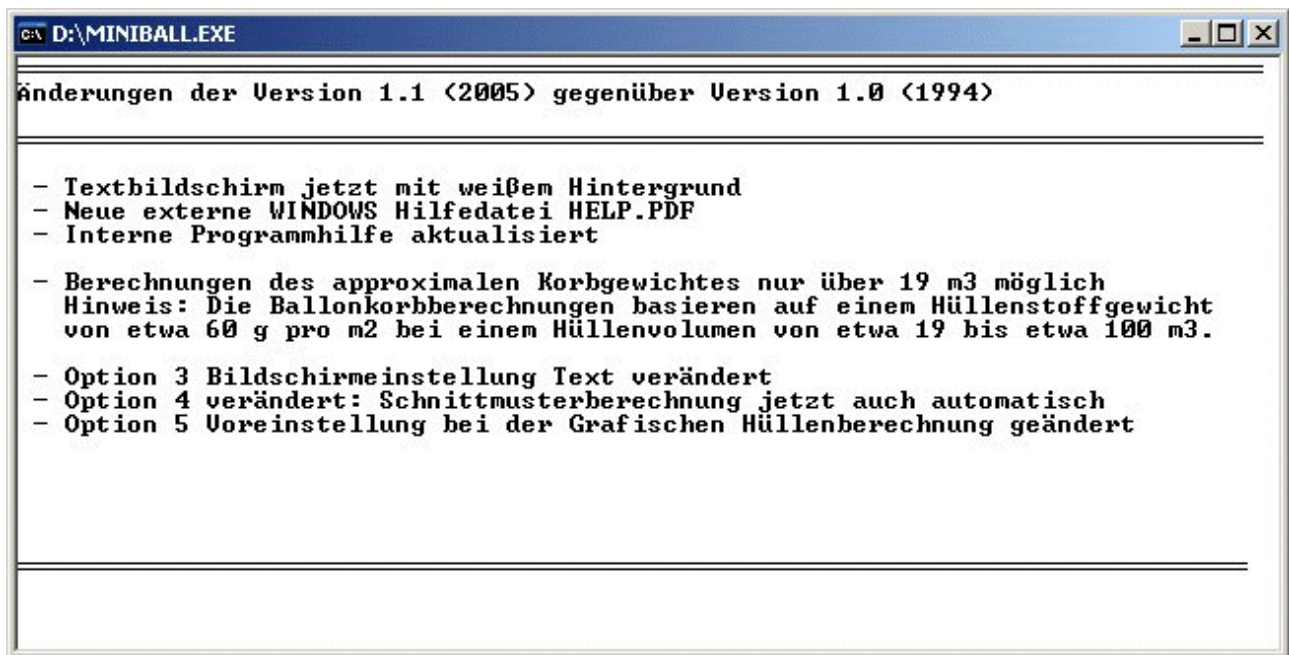 D:\MINIBALL.EXE
Änderungen der Version 1.1 (2005) gegenüber Version 1.0 (1994)
- Textbildschirm jetzt mit weißem Hintergrund
- Neue externe WINDOWS Hilfedatei HELP.PDF
- Interne Programmhilfe aktualisiert
- Berechnungen des approximalen Korbgewichtes nur über 19 m3 möglich
Hinweis: Die Ballonkorbberechnungen basieren auf einem Hüllenstoffgewicht
von etwa 60 g pro m2 bei einem Hüllenvolumen von etwa 19 bis etwa 100 m3.
- Option 3 Bildschirmeinstellung Text verändert
- Option 4 verändert: Schnittmusterberechnung jetzt auch automatisch
- Option 5 Voreinstellung bei der Grafischen Hüllenberechnung geändert